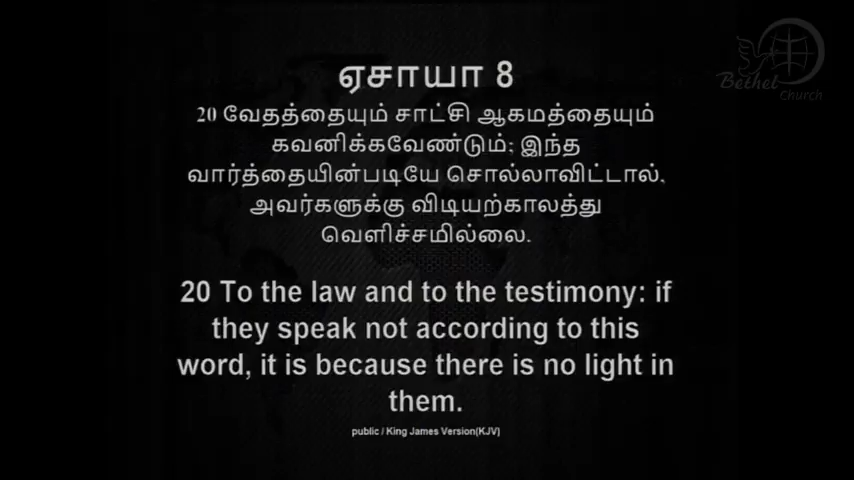 Bethel
Church
ஏசாயா 8
20 வேதத்தையும் சாட்சி ஆகமத்தையும்
கவனிக்கவேண்டும்; இந்த
வார்த்தையின்படியே சொல்லாவிட்டால்,
அவர்களுக்கு விடியற்காலத்து
வெளிச்சமில்லை.
20 To the law and to the testimony: if
they speak not according to this
word, it is because there is no light in
them.
public / King James Version(KJV)